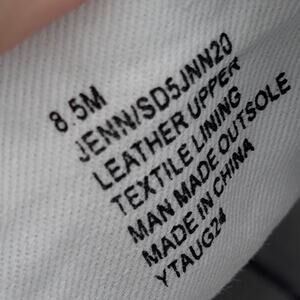 8.5M
JENN/SD5JNN20
LEATHER UPPER
TEXTILE LINING
MAN MADE OUTSOLE
MADE IN CHINA
YTAUG24